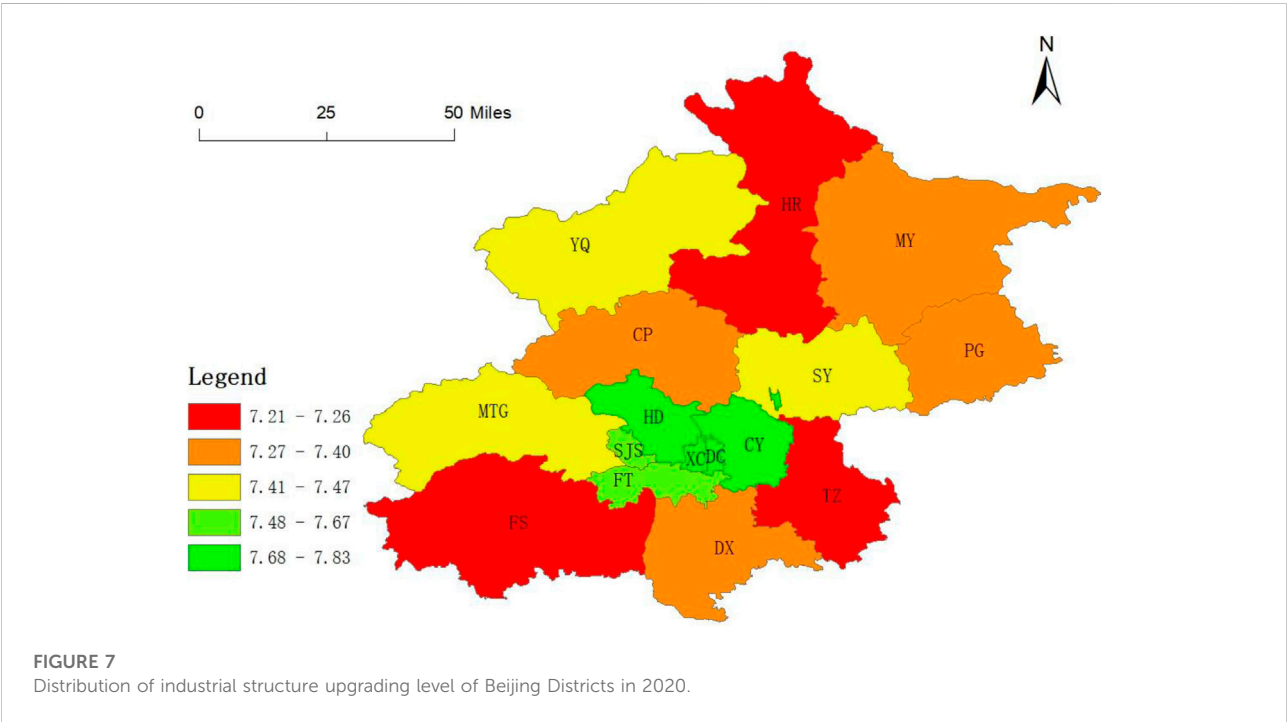 N
0 25 50 Miles
HR
YQ
MY
CP
PG
SY
Legend
MTG
7.21 - 7.26
HD
CY
7.27 - 7.40
SJS
XC
DC
7.41 - 7.47
FT
TZ
7.48 - 7.67
FS
DX
7.68 - 7.83
FIGURE 7
Distribution of industrial structure upgrading level of Beijing Districts in 2020.